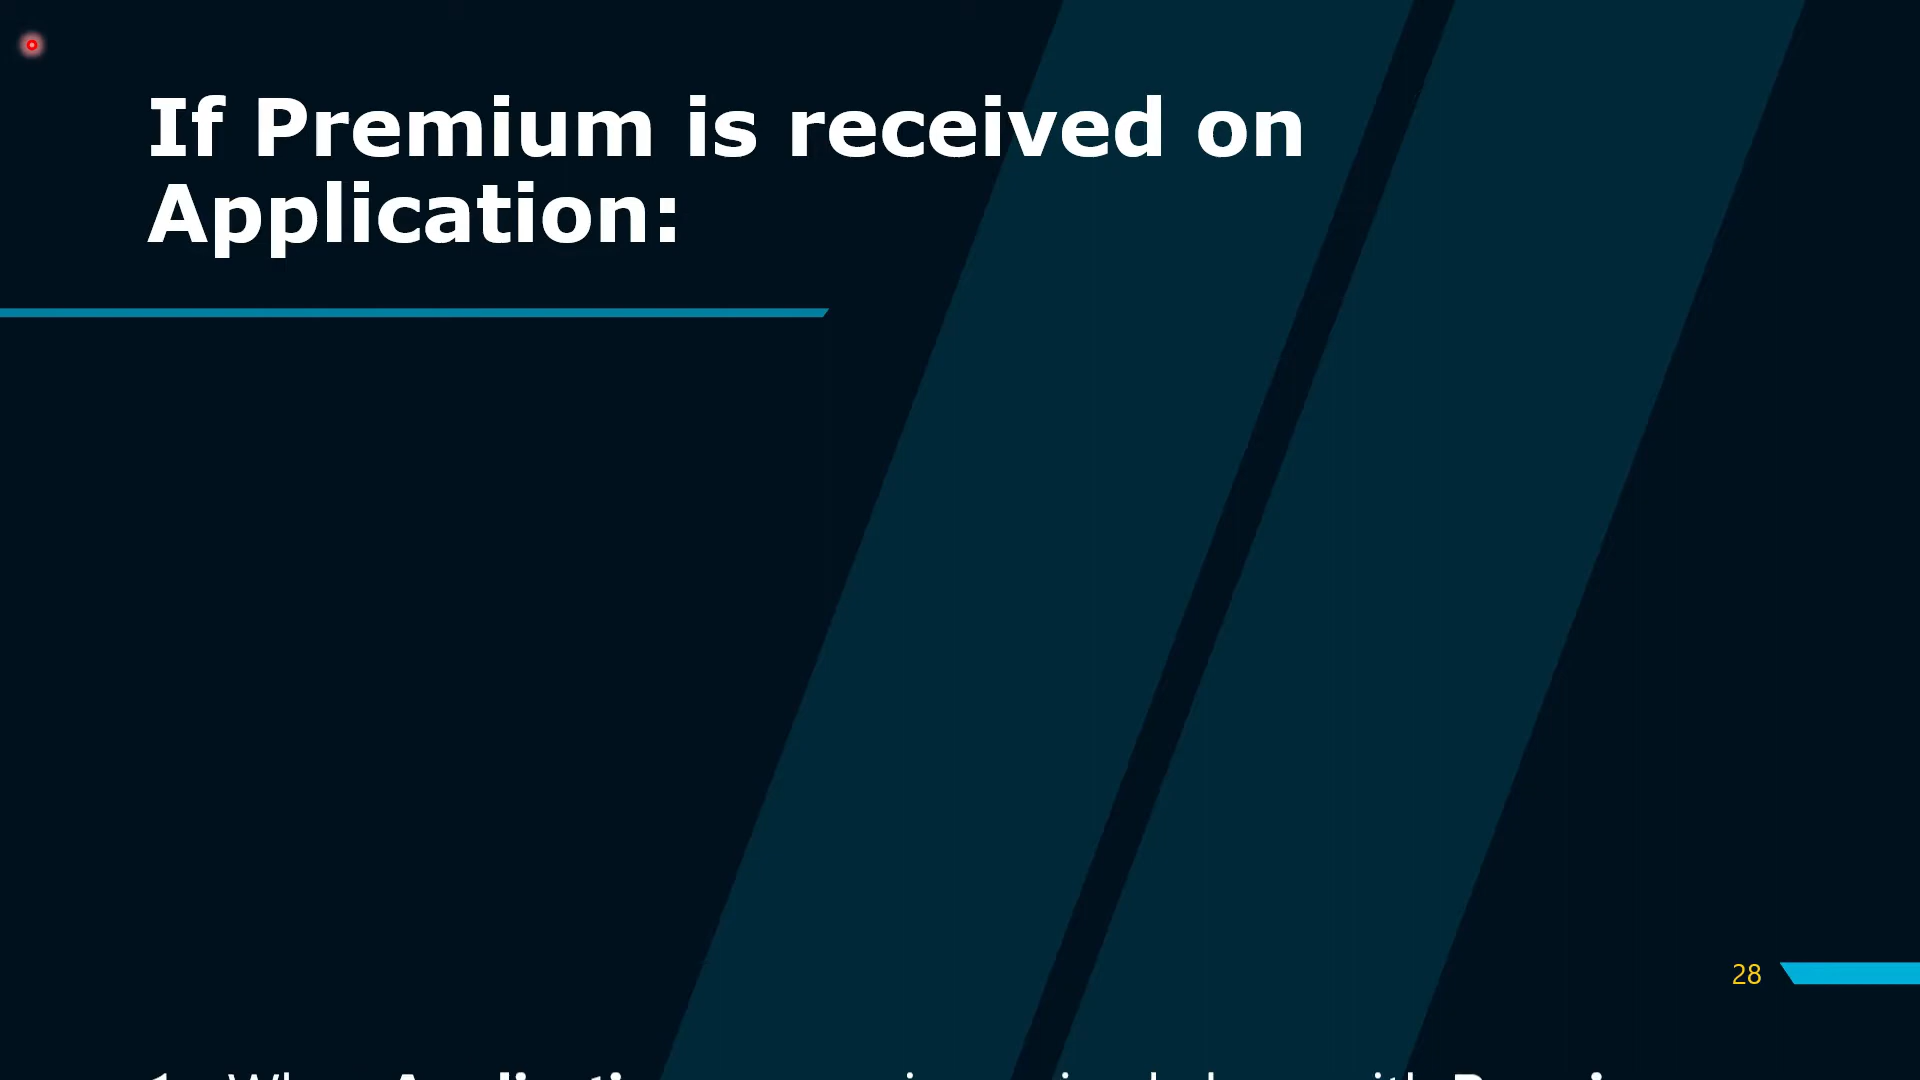 If Premium is received on
Application:
28